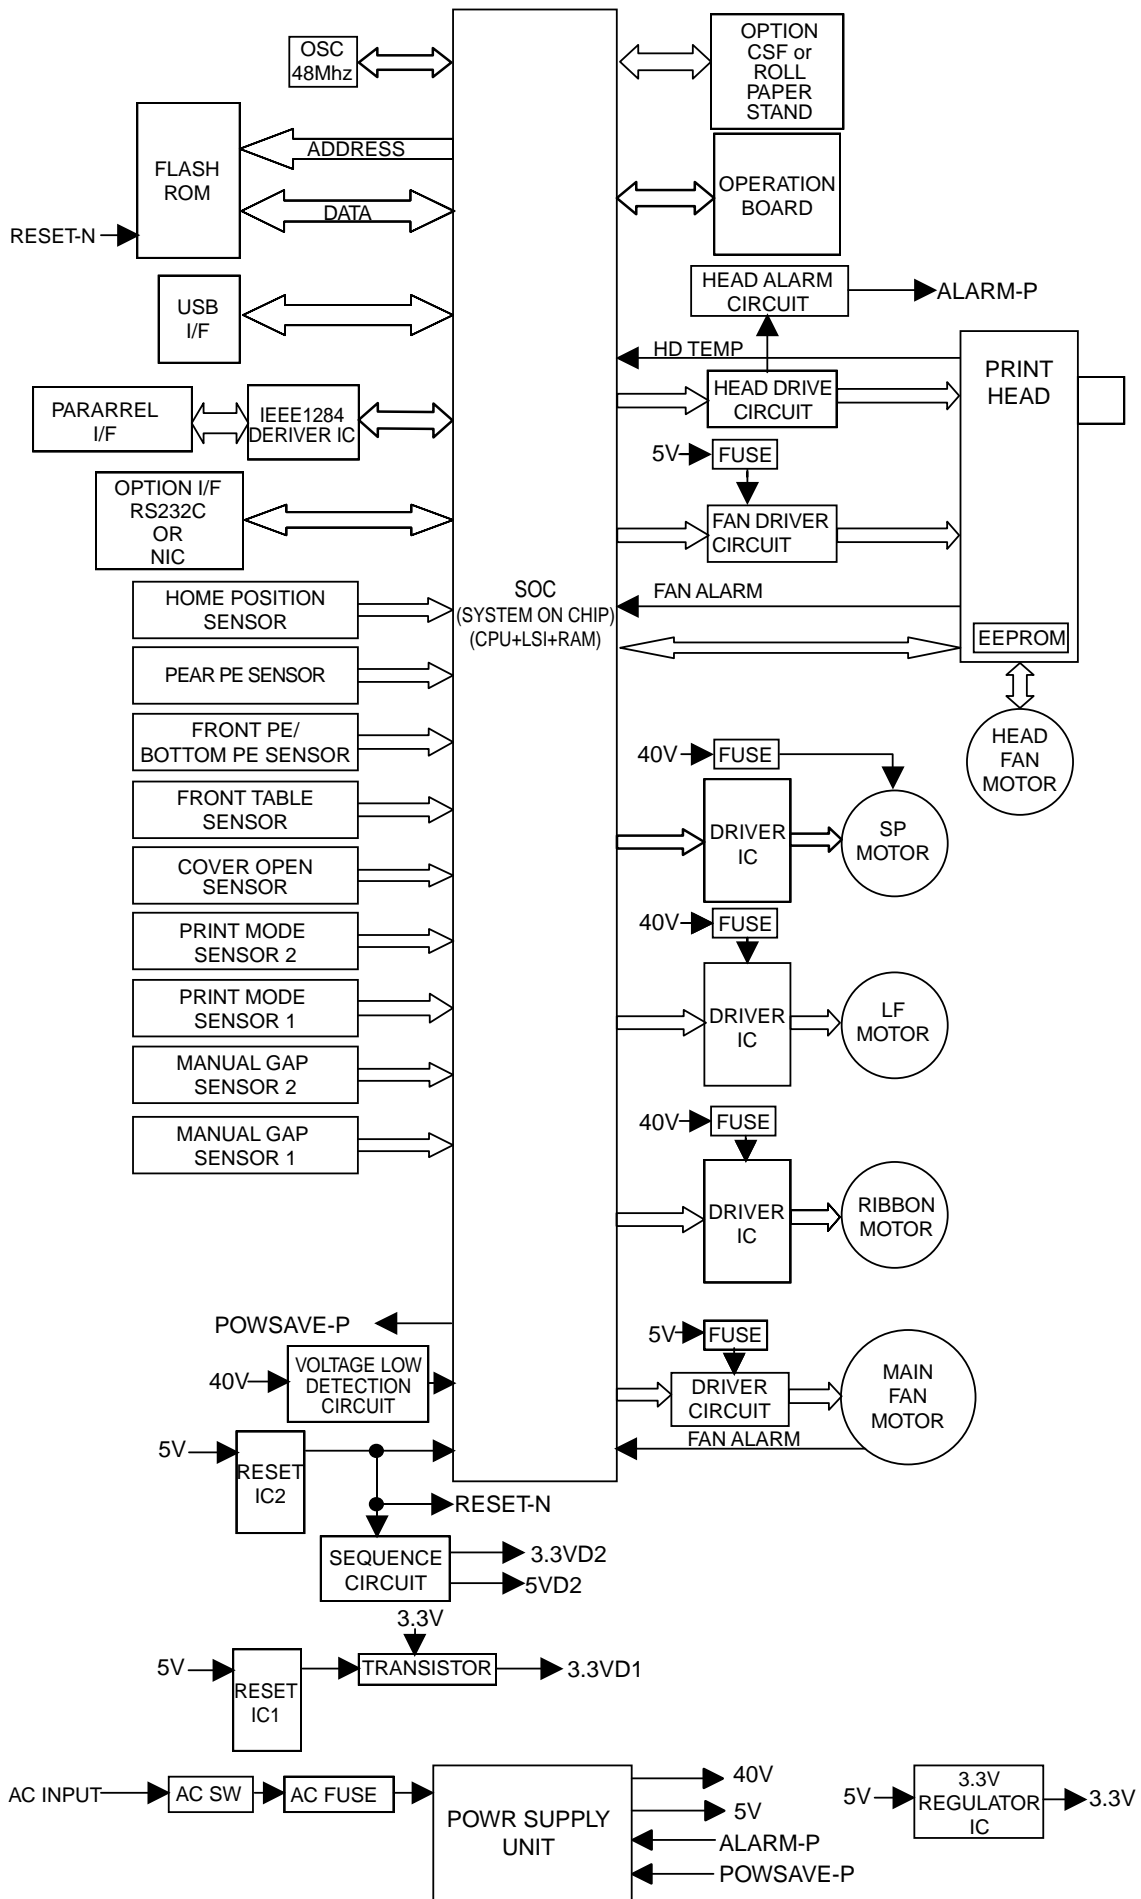 OSC
48Mhz
OPTION
CSF or
ROLL
PAPER
STAND
FLASH
ROM
ADDRESS
DATA
RESET-N
OPERATION
BOARD
USB
I/F
HEAD ALARM
CIRCUIT
ALARM-P
HD TEMP
PRINT
HEAD
PARARREL
I/F
IEEE1284
DERIVER IC
HEAD DRIVE
CIRCUIT
5V
FUSE
OPTION I/F
RS232C
OR
NIC
FAN DRIVER
CIRCUIT
SOC
(SYSTEM ON CHIP)
(CPU+LSI+RAM)
FAN ALARM
EEPROM
HOME POSITION
SENSOR
PEAR PE SENSOR
FRONT PE/
BOTTOM PE SENSOR
FRONT TABLE
SENSOR
COVER OPEN
SENSOR
PRINT MODE
SENSOR 2
PRINT MODE
SENSOR 1
MANUAL GAP
SENSOR 2
MANUAL GAP
SENSOR 1
HEAD
FAN
MOTOR
40V
FUSE
DRIVER
IC
SP
MOTOR
40V
FUSE
DRIVER
IC
LF
MOTOR
40V
FUSE
DRIVER
IC
RIBBON
MOTOR
5V
FUSE
DRIVER
CIRCUIT
MAIN
FAN
MOTOR
FAN ALARM
POWSAVE-P
40V
VOLTAGE LOW
DETECTION
CIRCUIT
5V
RESET
IC2
RESET-N
SEQUENCE
CIRCUIT
3.3VD2
5VD2
3.3V
5V
RESET
IC1
TRANSISTOR
3.3VD1
AC INPUT
AC SW
AC FUSE
POWR SUPPLY
UNIT
40V
5V
ALARM-P
POWSAVE-P
5V
3.3V
REGULATOR
IC
3.3V